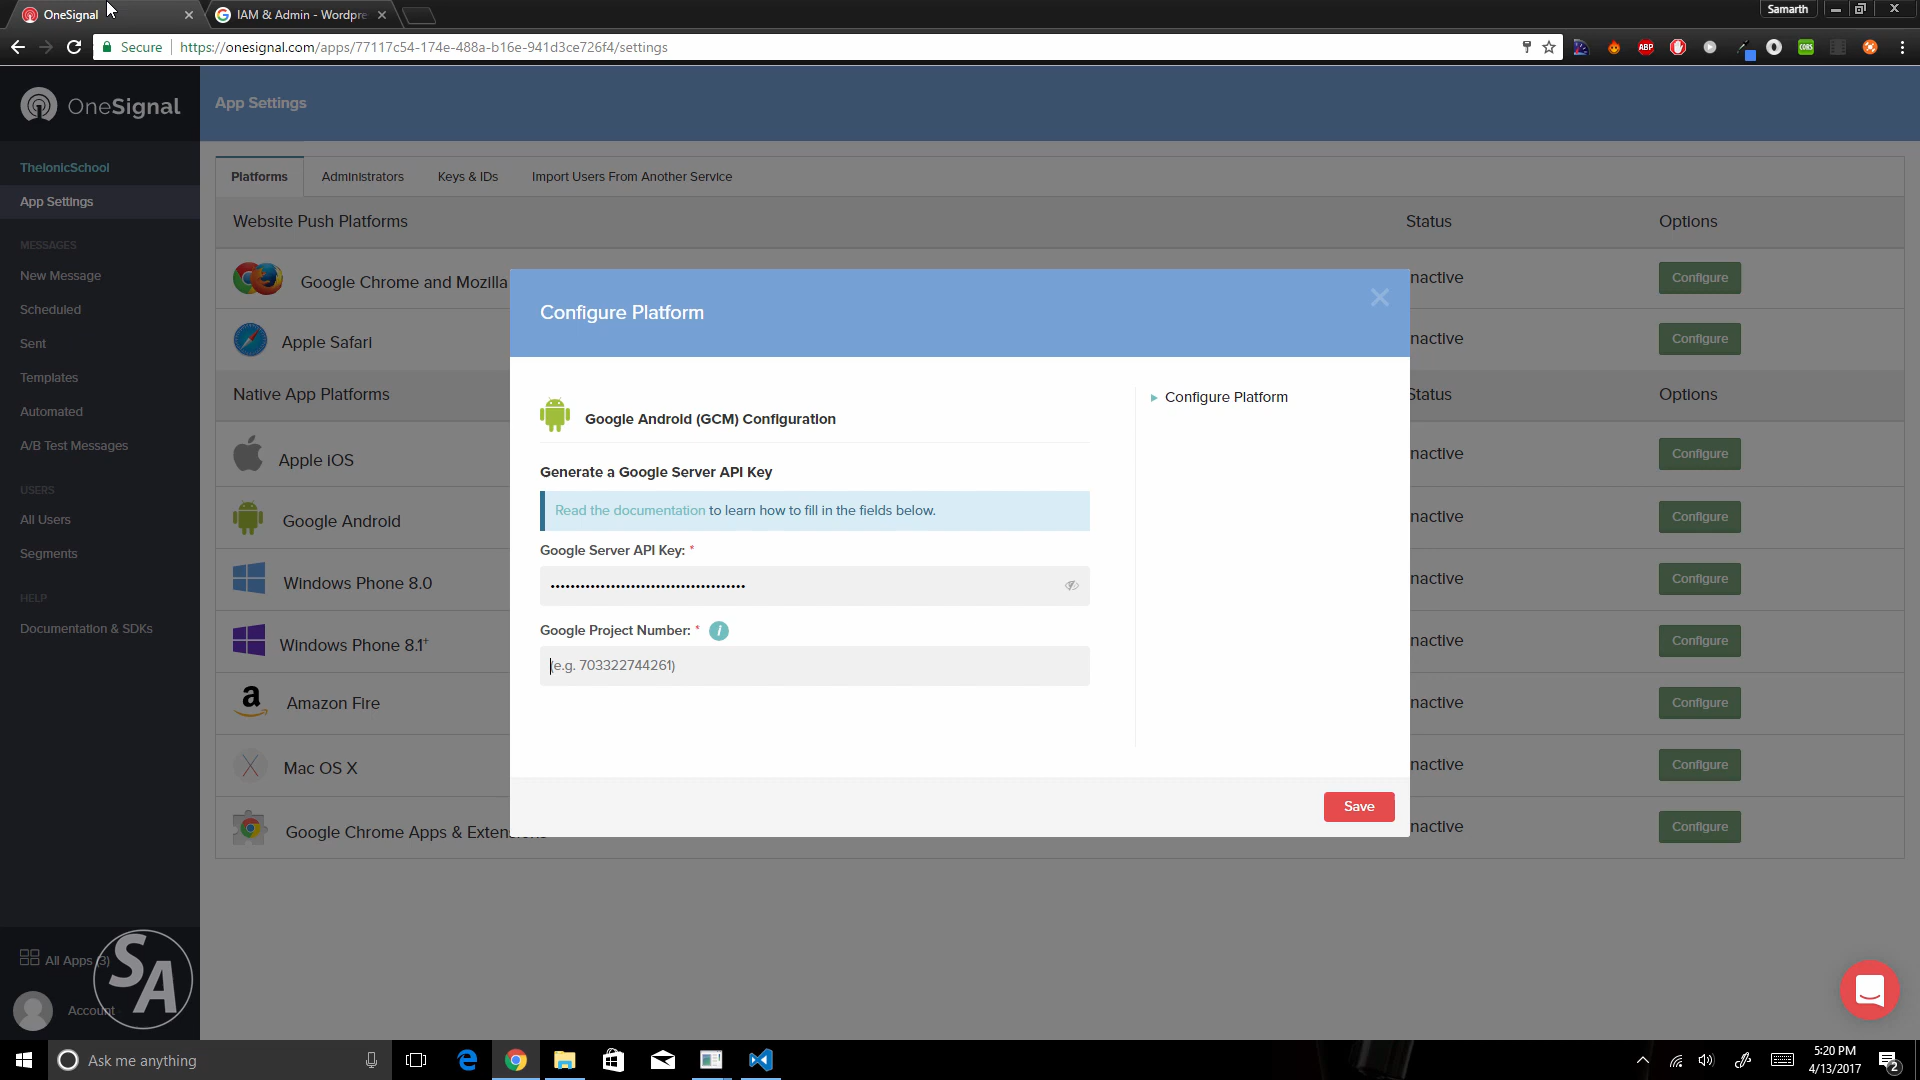 OneSignal
IAM & Admin - Wordpre
Samarth
Secure
https://onesignal.com/apps/77117c54-174e-488a-b16e-941d3ce726f4/settings
ABP
CORS
OneSignal
App Settings
TheIonicSchool
App Settings
MESSAGES
New Message
Scheduled
Sent
Templates
Automated
A/B Test Messages
USERS
All Users
Segments
HELP
Documentation & SDKs
All Apps (3)
Account
SA
Platforms
Administrators
Keys & IDs
Import Users From Another Service
Website Push Platforms
Status
Options
Google Chrome and Mozilla
nactive
Configure
Apple Safari
nactive
Configure
Native App Platforms
Status
Options
Apple iOS
nactive
Configure
Google Android
nactive
Configure
Windows Phone 8.0
nactive
Configure
Windows Phone 8.1+
nactive
Configure
Amazon Fire
nactive
Configure
Mac OS X
nactive
Configure
Google Chrome Apps & Extensions
nactive
Configure
Configure Platform
Google Android (GCM) Configuration
Generate a Google Server API Key
Read the documentation to learn how to fill in the fields below.
Google Server API Key: *
•••••••••••••••••••••••••••••••••••••••
Google Project Number: * i
(e.g. 703322744261)
Configure Platform
Save
Ask me anything
5:20 PM
4/13/2017
2